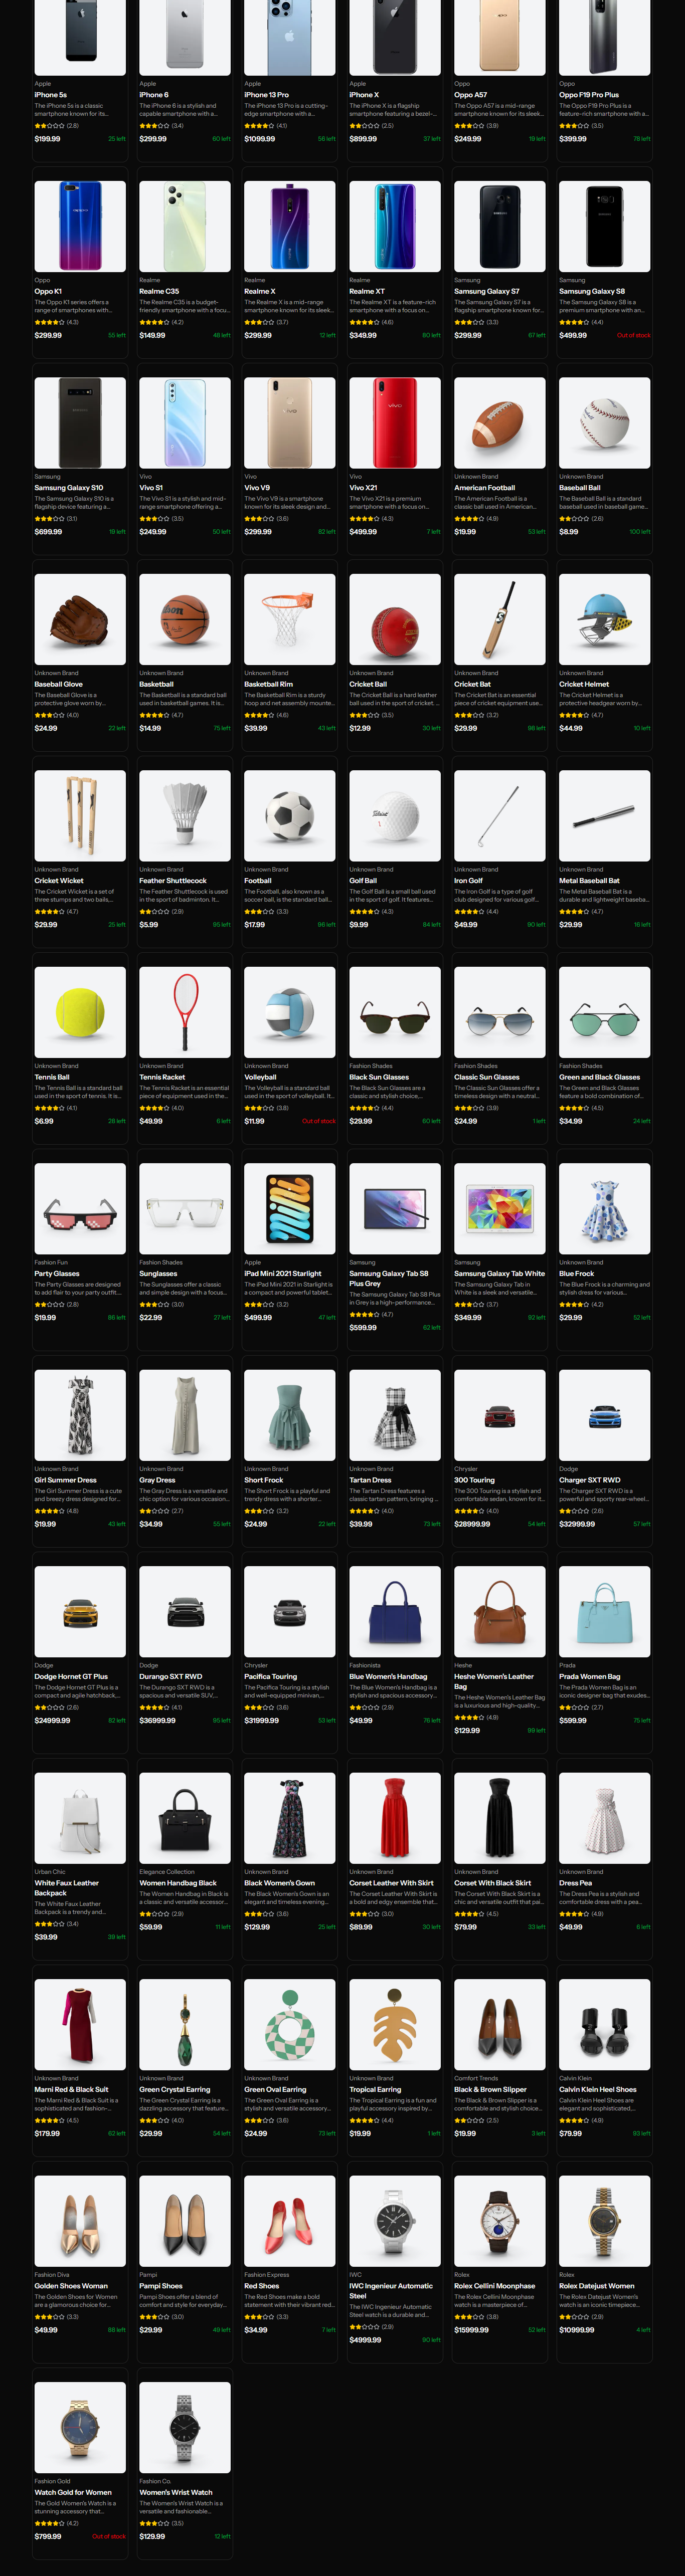 Apple
iPhone 5s
The iPhone 5s is a classic
smartphone known for its…
(2.8)
$199.99 25 left
Apple
iPhone 6
The iPhone 6 is a stylish and
capable smartphone with a…
(3.4)
$299.99 60 left
Apple
iPhone 13 Pro
The iPhone 13 Pro is a cutting-
edge smartphone with a…
(4.1)
$1099.99 56 left
Apple
iPhone X
The iPhone X is a flagship
smartphone featuring a bezel-…
(2.5)
$899.99 37 left
Oppo
Oppo A57
The Oppo A57 is a mid-range
smartphone known for its sleek…
(3.9)
$249.99 19 left
Oppo
Oppo F19 Pro Plus
The Oppo F19 Pro Plus is a
feature-rich smartphone with a…
(3.5)
$399.99 78 left
Oppo
Oppo K1
The Oppo K1 series offers a
range of smartphones with…
(4.3)
$299.99 55 left
Realme
Realme C35
The Realme C35 is a budget-
friendly smartphone with a focu…
(4.2)
$149.99 48 left
Realme
Realme X
The Realme X is a mid-range
smartphone known for its sleek…
(3.7)
$299.99 12 left
Realme
Realme XT
The Realme XT is a feature-rich
smartphone with a focus on…
(4.6)
$349.99 80 left
Samsung
Samsung Galaxy S7
The Samsung Galaxy S7 is a
flagship smartphone known for…
(3.3)
$299.99 67 left
Samsung
Samsung Galaxy S8
The Samsung Galaxy S8 is a
premium smartphone with an…
(4.4)
$499.99 Out of stock
Samsung
Samsung Galaxy S10
The Samsung Galaxy S10 is a
flagship device featuring a…
(3.1)
$699.99 19 left
Vivo
Vivo S1
The Vivo S1 is a stylish and mid-
range smartphone offering a…
(3.5)
$249.99 50 left
Vivo
Vivo V9
The Vivo V9 is a smartphone
known for its sleek design and…
(3.6)
$299.99 82 left
Vivo
Vivo X21
The Vivo X21 is a premium
smartphone with a focus on…
(4.3)
$499.99 7 left
Unknown Brand
American Football
The American Football is a
classic ball used in American…
(4.9)
$19.99 53 left
Unknown Brand
Baseball Ball
The Baseball Ball is a standard
baseball used in baseball game…
(2.6)
$8.99 100 left
Unknown Brand
Baseball Glove
The Baseball Glove is a
protective glove worn by…
(4.0)
$24.99 22 left
Unknown Brand
Basketball
The Basketball is a standard ball
used in basketball games. It is…
(4.7)
$14.99 75 left
Unknown Brand
Basketball Rim
The Basketball Rim is a sturdy
hoop and net assembly mounte…
(4.6)
$39.99 43 left
Unknown Brand
Cricket Ball
The Cricket Ball is a hard leather
ball used in the sport of cricket. …
(3.5)
$12.99 30 left
Unknown Brand
Cricket Bat
The Cricket Bat is an essential
piece of cricket equipment use…
(3.2)
$29.99 98 left
Unknown Brand
Cricket Helmet
The Cricket Helmet is a
protective headgear worn by…
(4.7)
$44.99 10 left
Unknown Brand
Cricket Wicket
The Cricket Wicket is a set of
three stumps and two bails,…
(4.7)
$29.99 25 left
Unknown Brand
Feather Shuttlecock
The Feather Shuttlecock is used
in the sport of badminton. It…
(2.9)
$5.99 95 left
Unknown Brand
Football
The Football, also known as a
soccer ball, is the standard ball…
(3.3)
$17.99 96 left
Unknown Brand
Golf Ball
The Golf Ball is a small ball used
in the sport of golf. It features…
(4.3)
$9.99 84 left
Unknown Brand
Iron Golf
The Iron Golf is a type of golf
club designed for various golf…
(4.4)
$49.99 90 left
Unknown Brand
Metal Baseball Bat
The Metal Baseball Bat is a
durable and lightweight baseba…
(4.7)
$29.99 16 left
Unknown Brand
Tennis Ball
The Tennis Ball is a standard ball
used in the sport of tennis. It is…
(4.1)
$6.99 28 left
Unknown Brand
Tennis Racket
The Tennis Racket is an essential
piece of equipment used in the…
(4.0)
$49.99 6 left
Unknown Brand
Volleyball
The Volleyball is a standard ball
used in the sport of volleyball. It…
(3.8)
$11.99 Out of stock
Fashion Shades
Black Sun Glasses
The Black Sun Glasses are a
classic and stylish choice,…
(4.4)
$29.99 60 left
Fashion Shades
Classic Sun Glasses
The Classic Sun Glasses offer a
timeless design with a neutral…
(3.9)
$24.99 1 left
Fashion Shades
Green and Black Glasses
The Green and Black Glasses
feature a bold combination of…
(4.5)
$34.99 24 left
Fashion Fun
Party Glasses
The Party Glasses are designed
to add flair to your party outfit.…
(2.8)
$19.99 86 left
Fashion Shades
Sunglasses
The Sunglasses offer a classic
and simple design with a focus…
(3.0)
$22.99 27 left
Apple
iPad Mini 2021 Starlight
The iPad Mini 2021 in Starlight is
a compact and powerful tablet…
(3.2)
$499.99 47 left
Samsung
Samsung Galaxy Tab S8
Plus Grey
The Samsung Galaxy Tab S8 Plus
in Grey is a high-performance…
(4.7)
$599.99 62 left
Samsung
Samsung Galaxy Tab White
The Samsung Galaxy Tab in
White is a sleek and versatile…
(3.7)
$349.99 92 left
Unknown Brand
Blue Frock
The Blue Frock is a charming and
stylish dress for various…
(4.2)
$29.99 52 left
Unknown Brand
Girl Summer Dress
The Girl Summer Dress is a cute
and breezy dress designed for…
(4.8)
$19.99 43 left
Unknown Brand
Gray Dress
The Gray Dress is a versatile and
chic option for various occasion…
(2.7)
$34.99 55 left
Unknown Brand
Short Frock
The Short Frock is a playful and
trendy dress with a shorter…
(3.2)
$24.99 22 left
Unknown Brand
Tartan Dress
The Tartan Dress features a
classic tartan pattern, bringing …
(4.0)
$39.99 73 left
Chrysler
300 Touring
The 300 Touring is a stylish and
comfortable sedan, known for it…
(4.0)
$28999.99 54 left
Dodge
Charger SXT RWD
The Charger SXT RWD is a
powerful and sporty rear-wheel…
(2.6)
$32999.99 57 left
Dodge
Dodge Hornet GT Plus
The Dodge Hornet GT Plus is a
compact and agile hatchback,…
(2.6)
$24999.99 82 left
Dodge
Durango SXT RWD
The Durango SXT RWD is a
spacious and versatile SUV,…
(4.1)
$36999.99 95 left
Chrysler
Pacifica Touring
The Pacifica Touring is a stylish
and well-equipped minivan,…
(3.6)
$31999.99 53 left
Fashionista
Blue Women's Handbag
The Blue Women's Handbag is a
stylish and spacious accessory…
(2.9)
$49.99 76 left
Heshe
Heshe Women's Leather
Bag
The Heshe Women's Leather Bag
is a luxurious and high-quality…
(4.9)
$129.99 99 left
Prada
Prada Women Bag
The Prada Women Bag is an
iconic designer bag that exudes…
(2.7)
$599.99 75 left
Urban Chic
White Faux Leather
Backpack
The White Faux Leather
Backpack is a trendy and…
(3.4)
$39.99 39 left
Elegance Collection
Women Handbag Black
The Women Handbag in Black is
a classic and versatile accessor…
(2.9)
$59.99 11 left
Unknown Brand
Black Women's Gown
The Black Women's Gown is an
elegant and timeless evening…
(3.6)
$129.99 25 left
Unknown Brand
Corset Leather With Skirt
The Corset Leather With Skirt is
a bold and edgy ensemble that…
(3.0)
$89.99 30 left
Unknown Brand
Corset With Black Skirt
The Corset With Black Skirt is a
chic and versatile outfit that pai…
(4.5)
$79.99 33 left
Unknown Brand
Dress Pea
The Dress Pea is a stylish and
comfortable dress with a pea…
(4.9)
$49.99 6 left
Unknown Brand
Marni Red & Black Suit
The Marni Red & Black Suit is a
sophisticated and fashion-…
(4.5)
$179.99 62 left
Unknown Brand
Green Crystal Earring
The Green Crystal Earring is a
dazzling accessory that feature…
(4.0)
$29.99 54 left
Unknown Brand
Green Oval Earring
The Green Oval Earring is a
stylish and versatile accessory…
(3.6)
$24.99 73 left
Unknown Brand
Tropical Earring
The Tropical Earring is a fun and
playful accessory inspired by…
(4.4)
$19.99 1 left
Comfort Trends
Black & Brown Slipper
The Black & Brown Slipper is a
comfortable and stylish choice…
(2.5)
$19.99 3 left
Calvin Klein
Calvin Klein Heel Shoes
Calvin Klein Heel Shoes are
elegant and sophisticated,…
(4.9)
$79.99 93 left
Fashion Diva
Golden Shoes Woman
The Golden Shoes for Women
are a glamorous choice for…
(3.3)
$49.99 88 left
Pampi
Pampi Shoes
Pampi Shoes offer a blend of
comfort and style for everyday…
(3.0)
$29.99 49 left
Fashion Express
Red Shoes
The Red Shoes make a bold
statement with their vibrant red…
(3.3)
$34.99 7 left
IWC
IWC Ingenieur Automatic
Steel
The IWC Ingenieur Automatic
Steel watch is a durable and…
(2.9)
$4999.99 90 left
Rolex
Rolex Cellini Moonphase
The Rolex Cellini Moonphase
watch is a masterpiece of…
(3.8)
$15999.99 52 left
Rolex
Rolex Datejust Women
The Rolex Datejust Women's
watch is an iconic timepiece…
(2.9)
$10999.99 4 left
Fashion Gold
Watch Gold for Women
The Gold Women's Watch is a
stunning accessory that…
(4.2)
$799.99 Out of stock
Fashion Co.
Women's Wrist Watch
The Women's Wrist Watch is a
versatile and fashionable…
(3.5)
$129.99 12 left